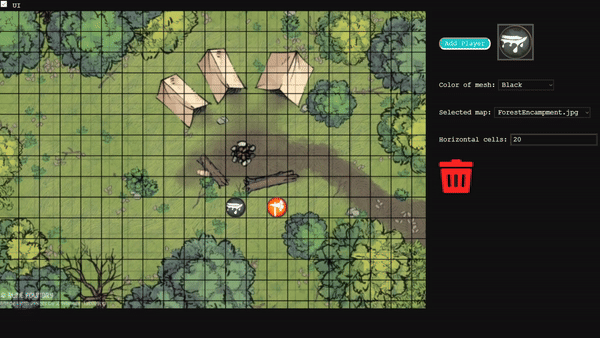 UI
Add Player
Color of mesh: Black
Selected map: ForestEncampment.jpg
Horizontal cells: 20